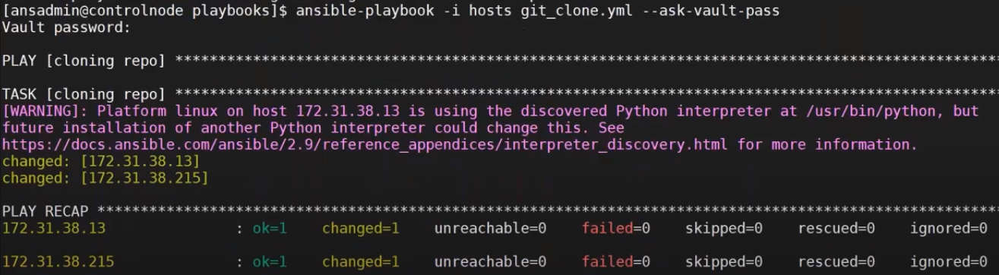 [ansadmin@controlnode playbooks]$ ansible-playbook -i hosts git_clone.yml --ask-vault-pass
Vault password:
PLAY [cloning repo] ************************************************************************************************
TASK [cloning repo] ************************************************************************************************
[WARNING]: Platform linux on host 172.31.38.13 is using the discovered Python interpreter at /usr/bin/python, but
future installation of another Python interpreter could change this. See
https://docs.ansible.com/ansible/2.9/reference_appendices/interpreter_discovery.html for more information.
changed: [172.31.38.13]
changed: [172.31.38.215]
PLAY RECAP *********************************************************************************************************
172.31.38.13 : ok=1 changed=1 unreachable=0 failed=0 skipped=0 rescued=0 ignored=0
172.31.38.215 : ok=1 changed=1 unreachable=0 failed=0 skipped=0 rescued=0 ignored=0